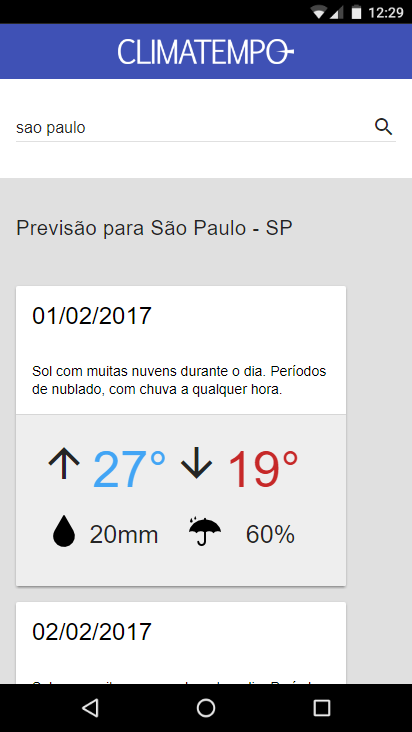 12:29
CLIMATEMPO
sao paulo
Previsão para São Paulo - SP
01/02/2017
Sol com muitas nuvens durante o dia. Períodos
de nublado, com chuva a qualquer hora.
27° 19°
20mm 60%
02/02/2017